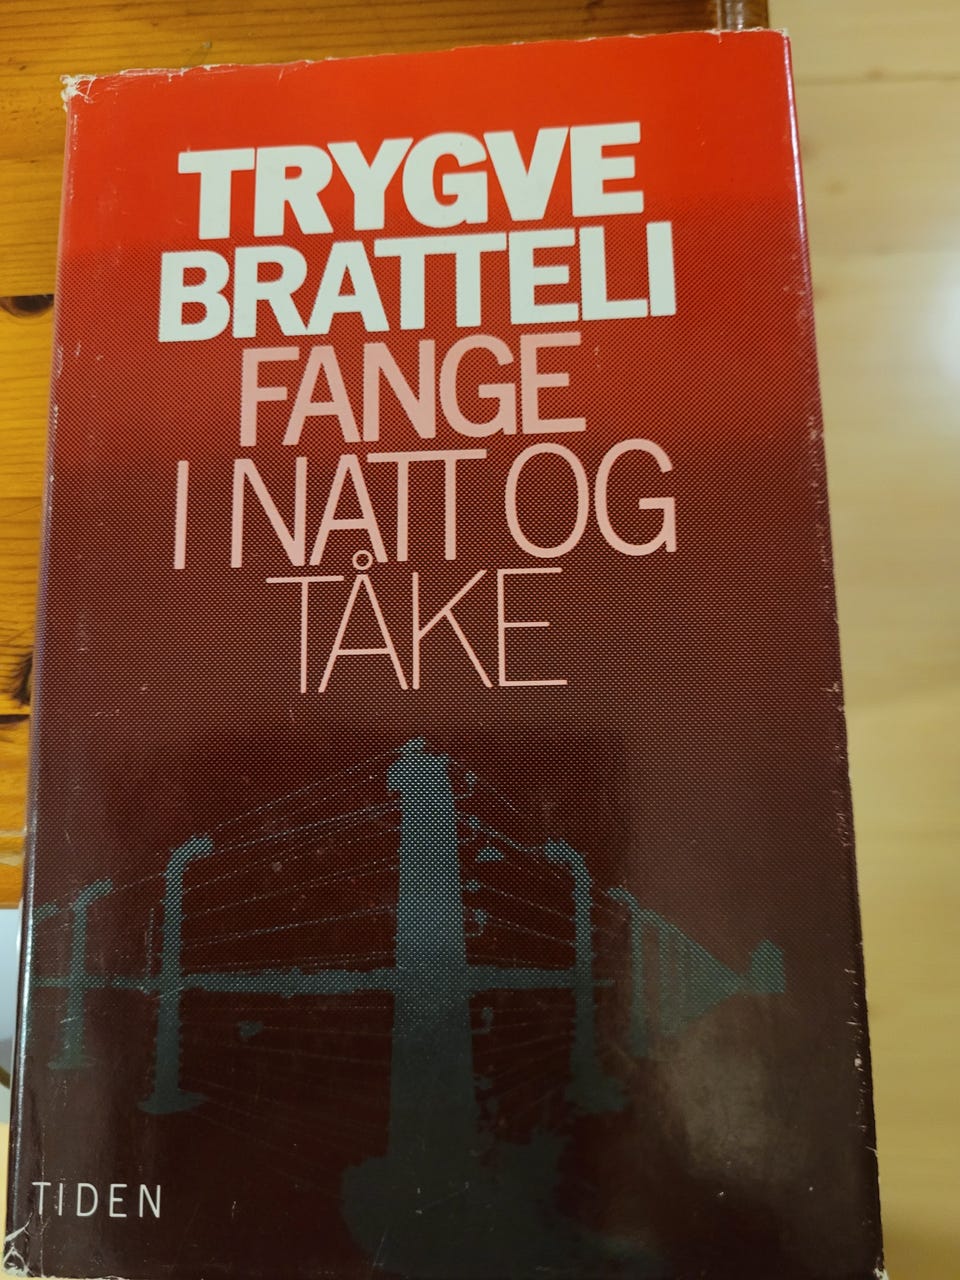 TRYGVE
BRATTELI
FANGE
I NATT OG
TÅKE
TIDEN